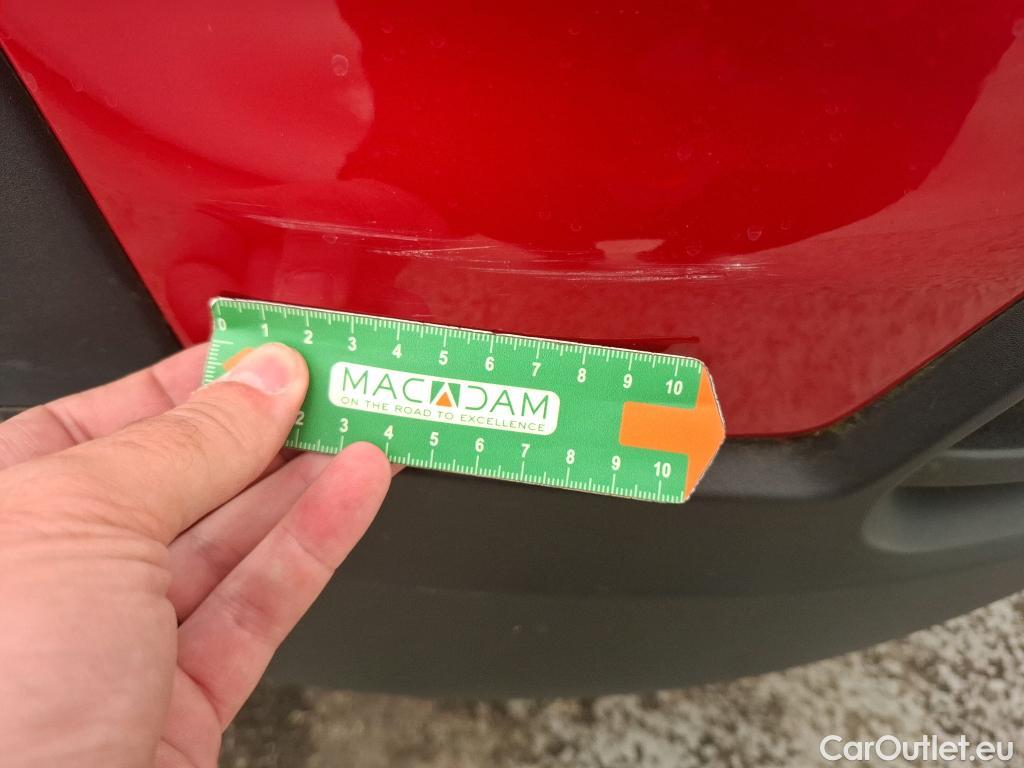 0 1 2 3 4 5 6 7 8 9 10
MACADAM
ON THE ROAD TO EXCELLENCE
2 3 4 5 6 7 8 9 10
CarOutlet.eu